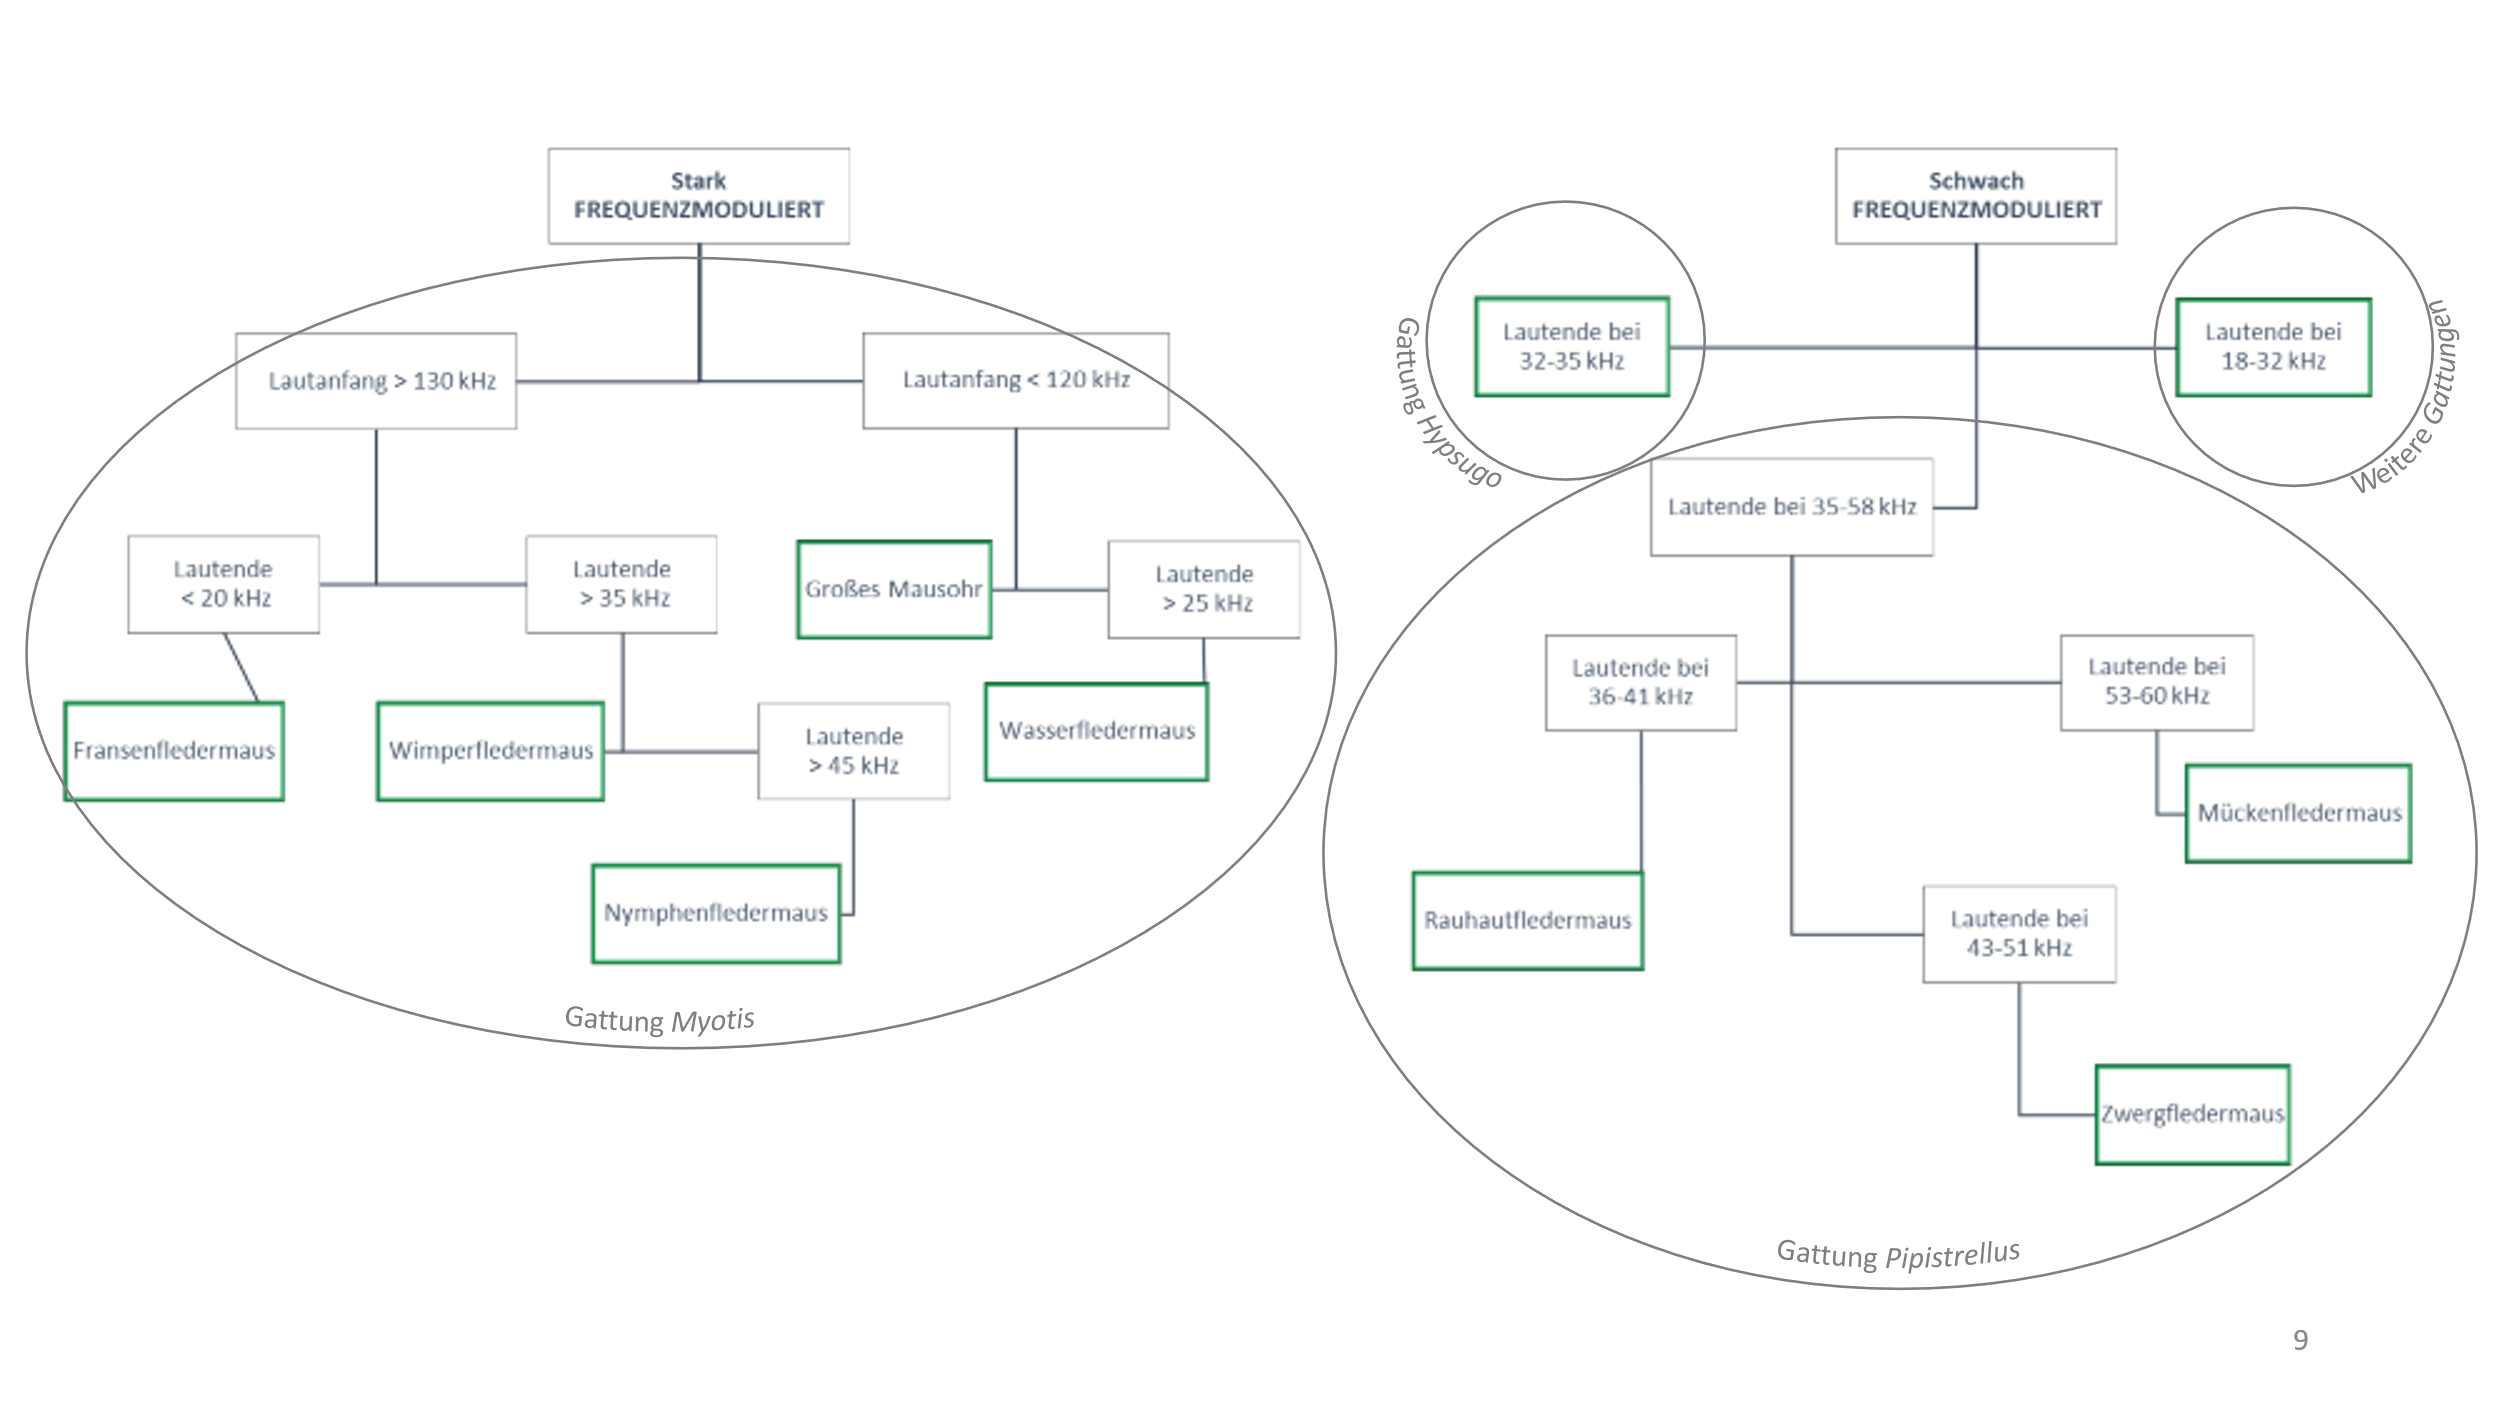 Stark
FREQUENZMODULIERT
Lautanfang > 130 kHz
Lautanfang < 120 kHz
Lautende
< 20 kHz
Lautende
> 35 kHz
Großes Mausohr
Lautende
> 25 kHz
Fransenfledermaus
Wimperfledermaus
Lautende
> 45 kHz
Wasserfledermaus
Nymphenfledermaus
Gattung Myotis
Schwach
FREQUENZMODULIERT
Lautende bei
32-35 kHz
Gattung Hypsugo
Lautende bei
18-32 kHz
Weitere Gattungen
Lautende bei 35-58 kHz
Lautende bei
36-41 kHz
Lautende bei
53-60 kHz
Mückenfledermaus
Rauhautfledermaus
Lautende bei
43-51 kHz
Zwergfledermaus
Gattung Pipistrellus
9